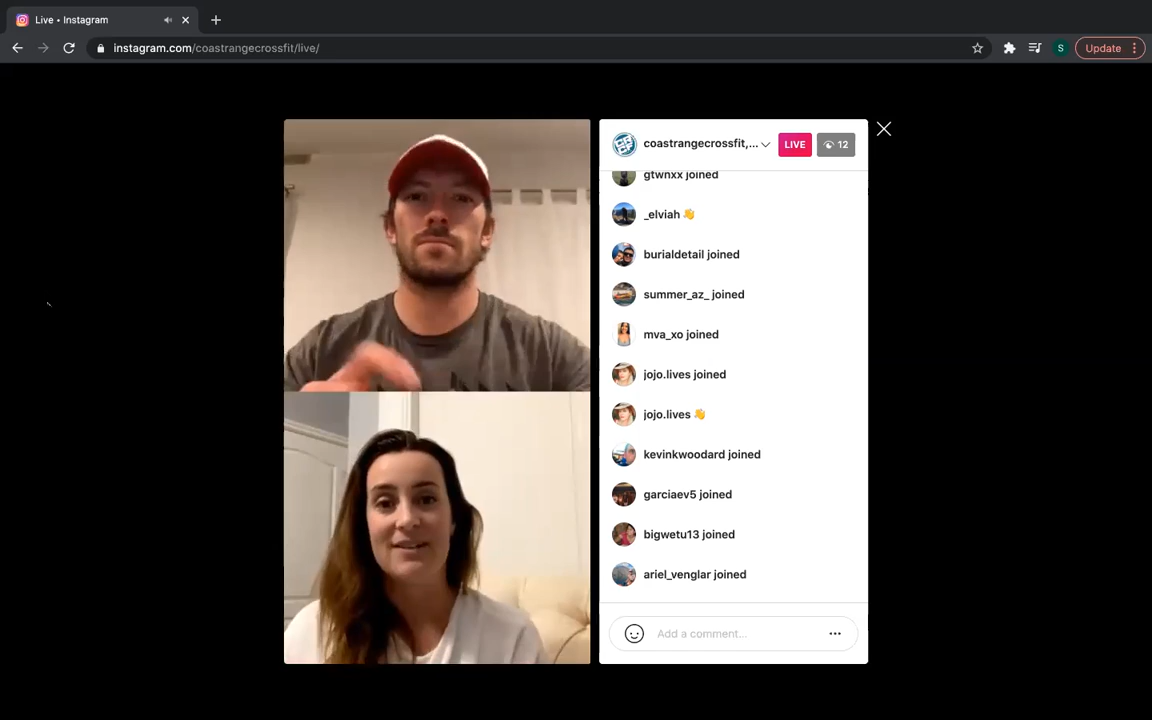 Live • Instagram
instagram.com/coastrangecrossfit/live/
S
Update
coastrangecrossfit,...
LIVE
12
gtwnxx joined
_elviah 👋
burialdetail joined
summer_az_ joined
mva_xo joined
jojo.lives joined
jojo.lives 👋
kevinkwoodard joined
garciaev5 joined
bigwetu13 joined
ariel_venglar joined
Add a comment...